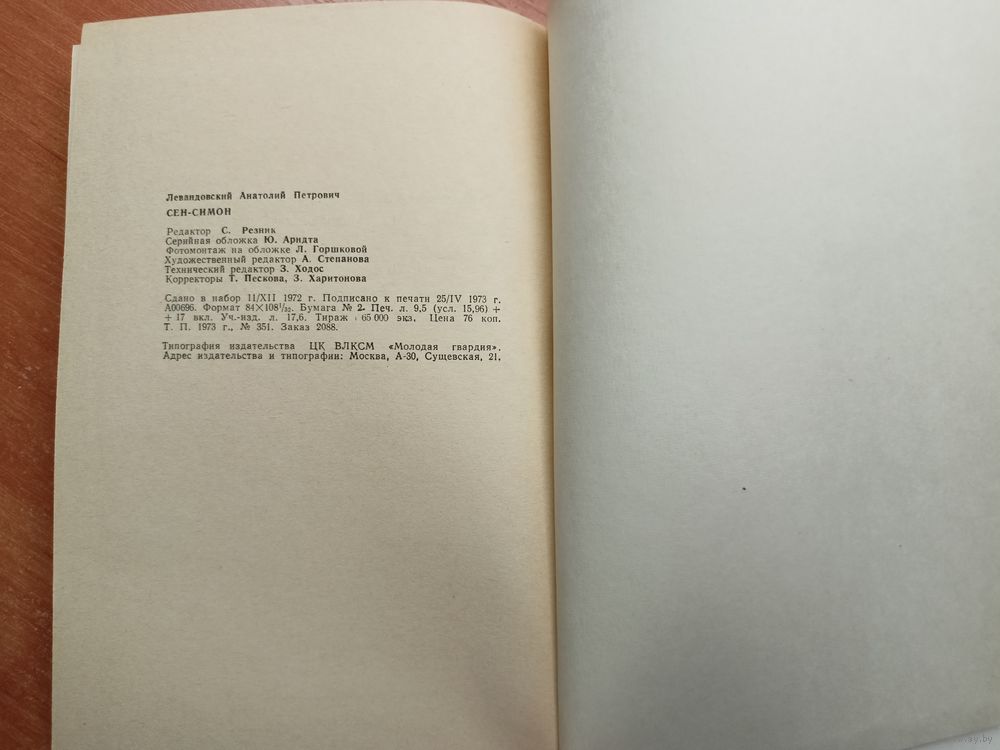 Левандовский Анатолий Петрович
СЕН-СИМОН
Редактор С. Резник
Серийная обложка Ю. Арндта
Фотомонтаж на обложке Л. Горшковой
Художественный редактор А. Степанова
Технический редактор З. Ходос
Корректоры Т. Пескова, З. Харитонова
Сдано в набор 11/XII 1972 г. Подписано к печати 25/IV 1973 г.
А00696. Формат 84×108¹/₃₂. Бумага № 2. Печ. л. 9,5 (усл. 15,96) +
+ 17 вкл. Уч.-изд. л. 17,6. Тираж 65 000 экз. Цена 76 коп.
Т. П. 1973 г., № 351. Заказ 2088.
Типография издательства ЦК ВЛКСМ «Молодая гвардия».
Адрес издательства и типографии: Москва, А-30, Сущевская, 21.